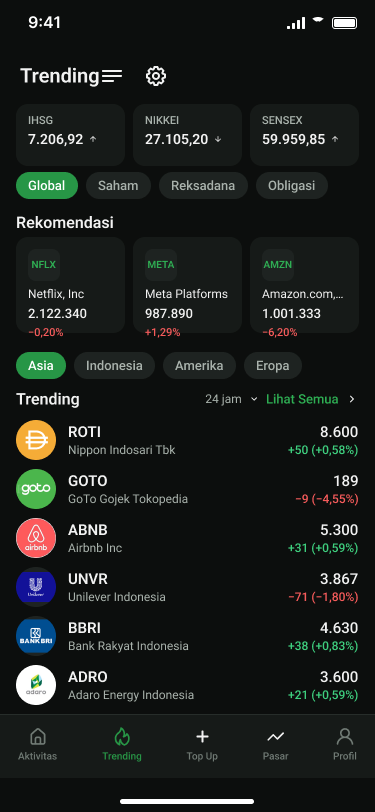 9:41
Trending
IHSG
7.206,92 ↑
NIKKEI
27.105,20 ↓
SENSEX
59.959,85 ↑
Global
Saham
Reksadana
Obligasi
Rekomendasi
NFLX
Netflix, Inc
2.122.340
−0,20%
META
Meta Platforms
987.890
+1,29%
AMZN
Amazon.com,...
1.001.333
−6,20%
Asia
Indonesia
Amerika
Eropa
Trending
24 jam
Lihat Semua
ROTI
8.600
Nippon Indosari Tbk
+50 (+0,58%)
goto
GOTO
189
GoTo Gojek Tokopedia
−9 (−4,55%)
airbnb
ABNB
5.300
Airbnb Inc
+31 (+0,59%)
Unilever
UNVR
3.867
Unilever Indonesia
−71 (−1,80%)
BANK BRI
BBRI
4.630
Bank Rakyat Indonesia
+38 (+0,83%)
adaro
ADRO
3.600
Adaro Energy Indonesia
+21 (+0,59%)
Aktivitas
Trending
Top Up
Pasar
Profil